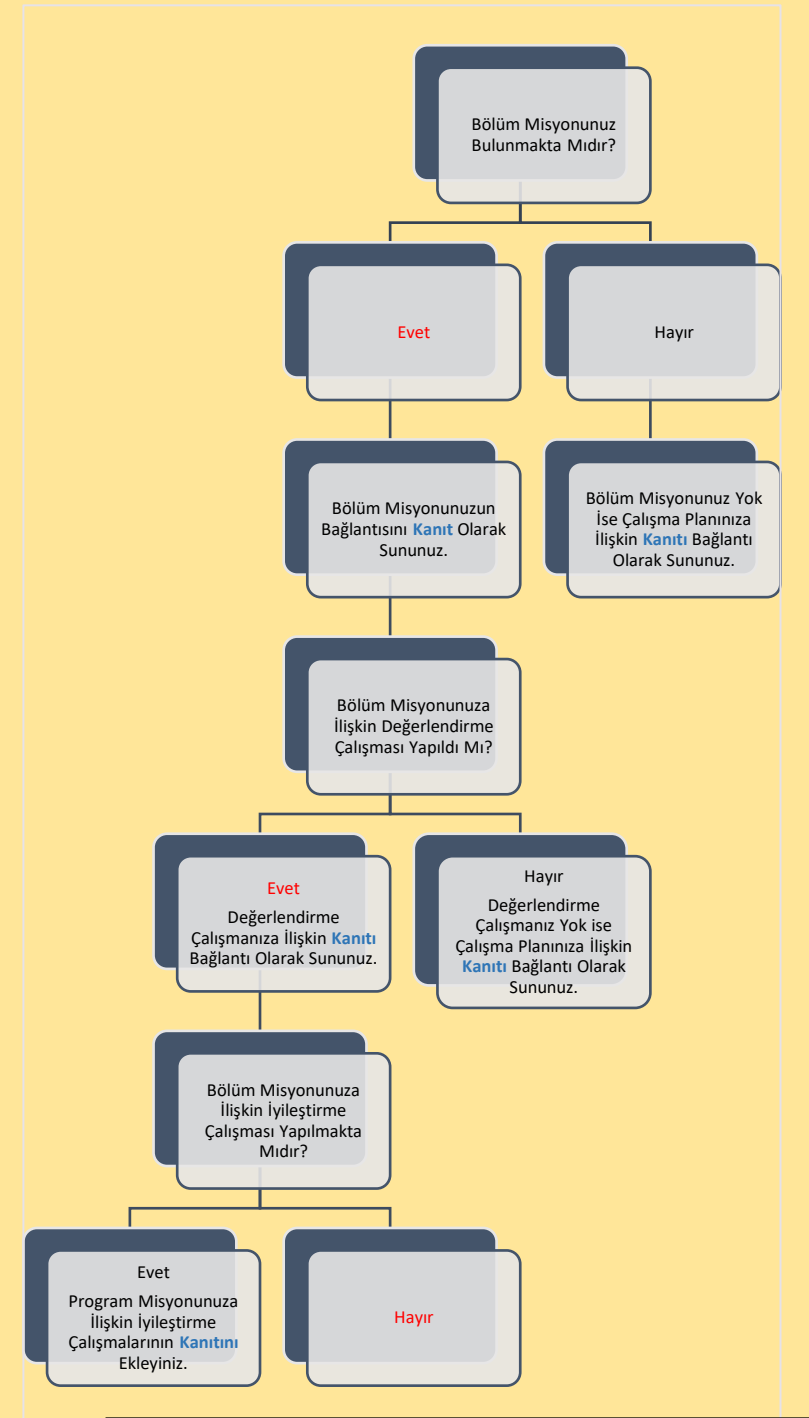 Bölüm Misyonunuz
Bulunmakta Mıdır?
Evet
Hayır
Bölüm Misyonunuzun
Bağlantısını Kanıt Olarak
Sununuz.
Bölüm Misyonunuz Yok
İse Çalışma Planınıza
İlişkin Kanıtı Bağlantı
Olarak Sununuz.
Bölüm Misyonunuza
İlişkin Değerlendirme
Çalışması Yapıldı Mı?
Evet
Değerlendirme
Çalışmanıza İlişkin Kanıtı
Bağlantı Olarak Sununuz.
Hayır
Değerlendirme
Çalışmanız Yok ise
Çalışma Planınıza İlişkin
Kanıtı Bağlantı Olarak
Sununuz.
Bölüm Misyonunuza
İlişkin İyileştirme
Çalışması Yapılmakta
Mıdır?
Evet
Program Misyonunuza
İlişkin İyileştirme
Çalışmalarının Kanıtını
Ekleyiniz.
Hayır